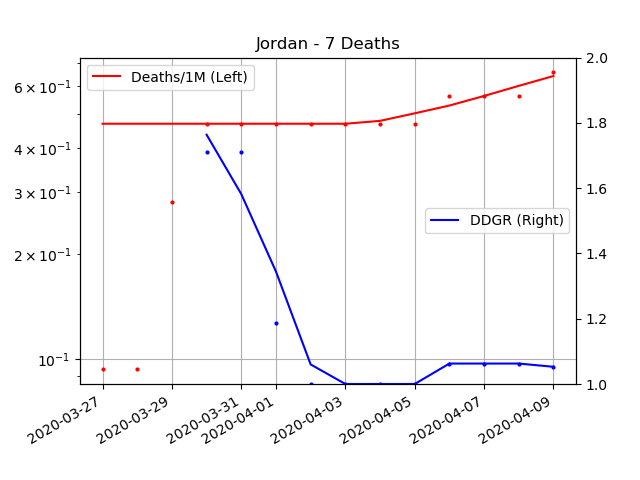 Jordan - 7 Deaths
Deaths/1M (Left)
DDGR (Right)
6 × 10⁻¹
4 × 10⁻¹
3 × 10⁻¹
2 × 10⁻¹
10⁻¹
2.0
1.8
1.6
1.4
1.2
1.0
2020-03-27
2020-03-29
2020-03-31
2020-04-01
2020-04-03
2020-04-05
2020-04-07
2020-04-09